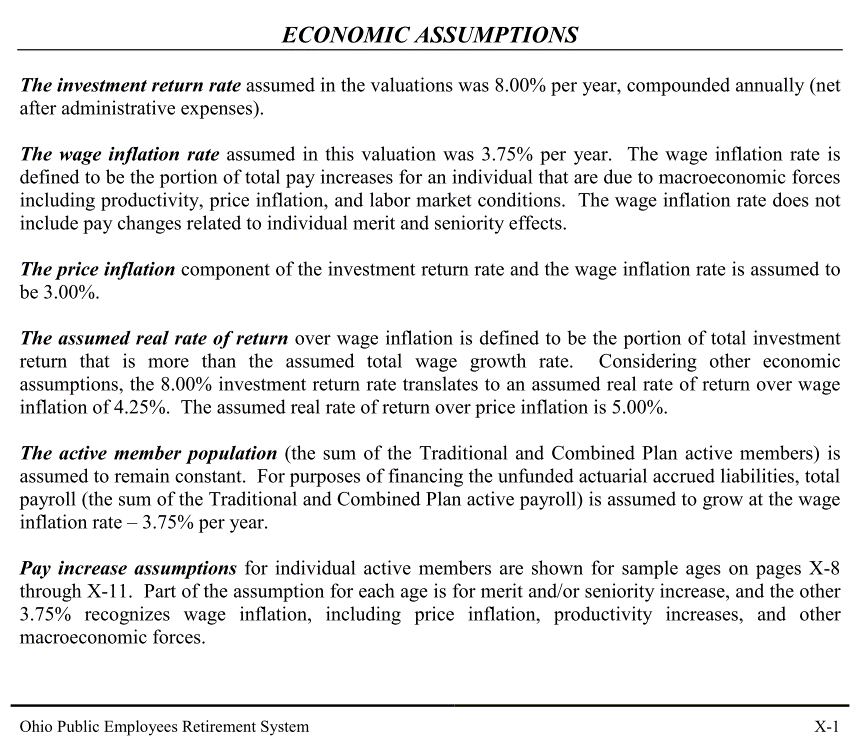 ECONOMIC ASSUMPTIONS
The investment return rate assumed in the valuations was 8.00% per year, compounded annually (net
after administrative expenses).
The wage inflation rate assumed in this valuation was 3.75% per year. The wage inflation rate is
defined to be the portion of total pay increases for an individual that are due to macroeconomic forces
including productivity, price inflation, and labor market conditions. The wage inflation rate does not
include pay changes related to individual merit and seniority effects.
The price inflation component of the investment return rate and the wage inflation rate is assumed to
be 3.00%.
The assumed real rate of return over wage inflation is defined to be the portion of total investment
return that is more than the assumed total wage growth rate. Considering other economic
assumptions, the 8.00% investment return rate translates to an assumed real rate of return over wage
inflation of 4.25%. The assumed real rate of return over price inflation is 5.00%.
The active member population (the sum of the Traditional and Combined Plan active members) is
assumed to remain constant. For purposes of financing the unfunded actuarial accrued liabilities, total
payroll (the sum of the Traditional and Combined Plan active payroll) is assumed to grow at the wage
inflation rate – 3.75% per year.
Pay increase assumptions for individual active members are shown for sample ages on pages X-8
through X-11. Part of the assumption for each age is for merit and/or seniority increase, and the other
3.75% recognizes wage inflation, including price inflation, productivity increases, and other
macroeconomic forces.
Ohio Public Employees Retirement System X-1